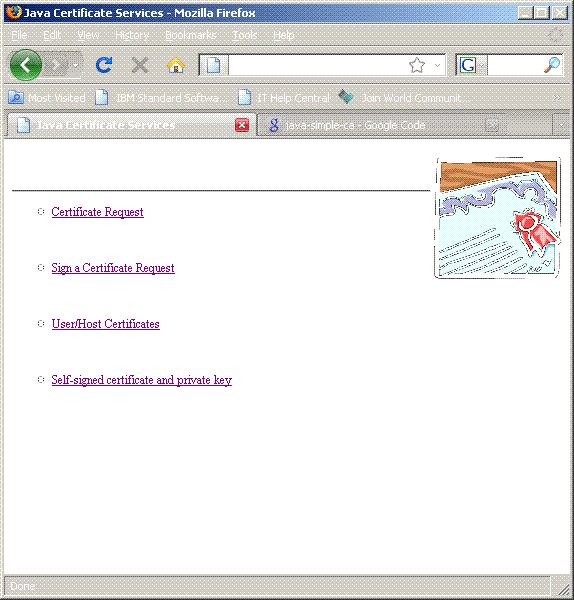 Java Certificate Services - Mozilla Firefox
File Edit View History Bookmarks Tools Help
G
Most Visited IBM Standard Softwa IT Help Central Join World Communit
Java Certificate Services java-simple-ca - Google Code
Certificate Request
Sign a Certificate Request
User/Host Certificates
Self-signed certificate and private key
Done